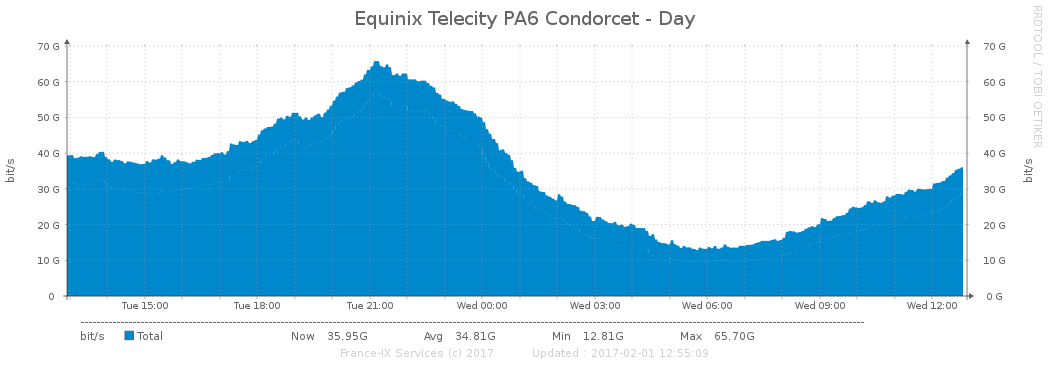 Equinix Telecity PA6 Condorcet - Day
RRDTOOL / TOBI OETIKER
bit/s
70 G 70 G
60 G 60 G
50 G 50 G
40 G 40 G
30 G 30 G
20 G 20 G
10 G 10 G
0 0 G
bit/s
Tue 15:00 Tue 18:00 Tue 21:00 Wed 00:00 Wed 03:00 Wed 06:00 Wed 09:00 Wed 12:00
bit/s Total Now 35.95G Avg 34.81G Min 12.81G Max 65.70G
France-IX Services (c) 2017 Updated : 2017-02-01 12:55:09